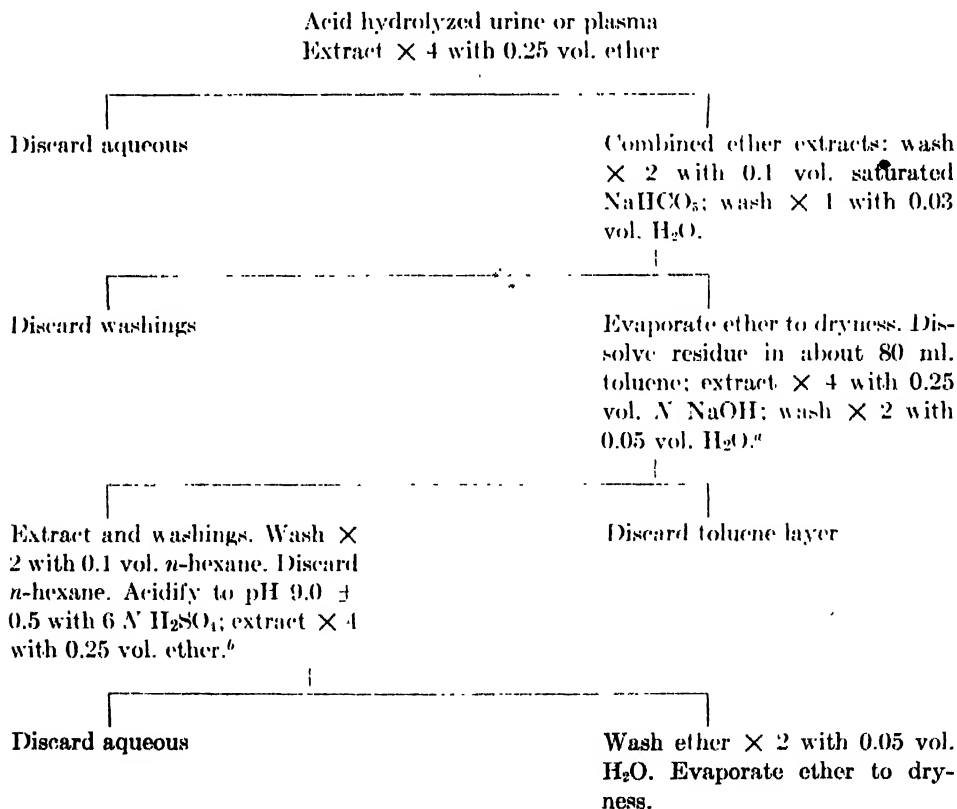 Acid hydrolyzed urine or plasma
Extract × 4 with 0.25 vol. ether
Discard aqueous
Combined ether extracts: wash
× 2 with 0.1 vol. saturated
NaHCO₃; wash × 1 with 0.03
vol. H₂O.
Discard washings
Evaporate ether to dryness. Dis-
solve residue in about 80 ml.
toluene; extract × 4 with 0.25
vol. N NaOH; wash × 2 with
0.05 vol. H₂O.ᵃ
Extract and washings. Wash ×
2 with 0.1 vol. n-hexane. Discard
n-hexane. Acidify to pH 9.0 ±
0.5 with 6 N H₂SO₄; extract × 4
with 0.25 vol. ether.ᵇ
Discard toluene layer
Discard aqueous
Wash ether × 2 with 0.05 vol.
H₂O. Evaporate ether to dry-
ness.